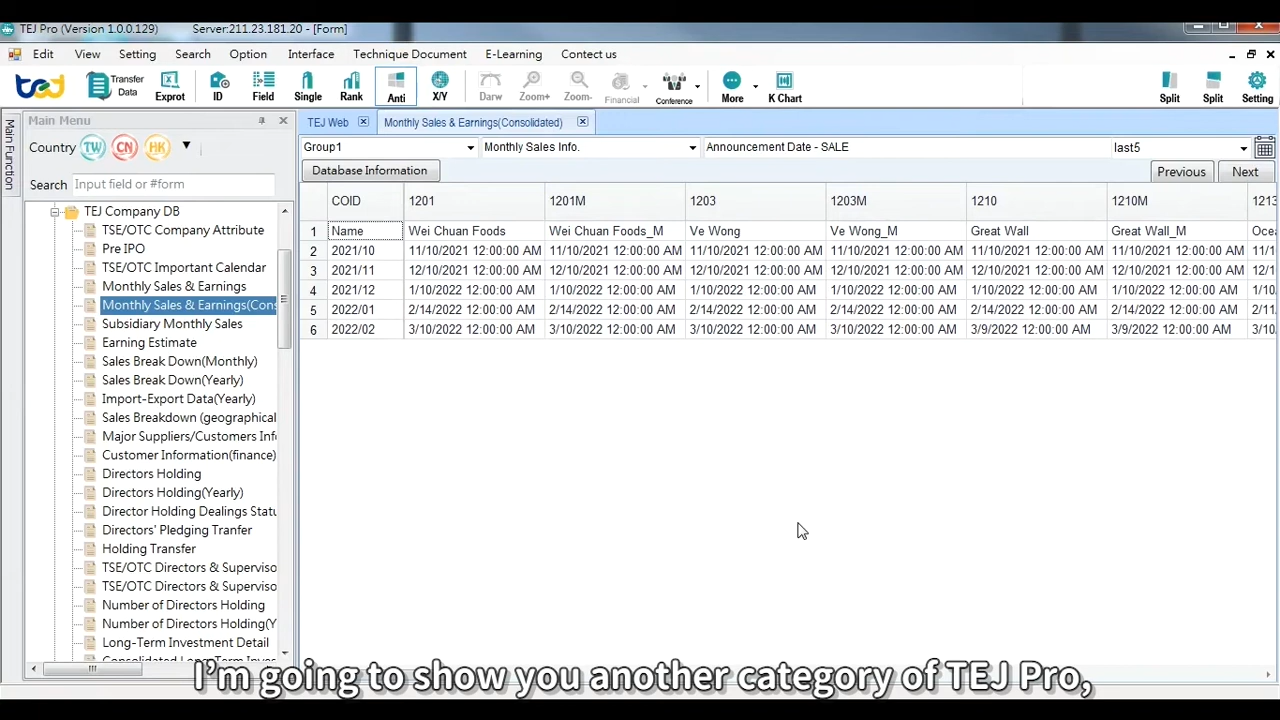 TEJ Pro (Version 1.0.0.129) Server:211.23.181.20 - [Form]
Edit View Setting Search Option Interface Technique Document E-Learning Contact us
tej Transfer Data Exprot ID Field Single Rank Anti X/Y Darw Zoom+ Zoom- Financial Conference More K Chart Split Split Setting
Main Function
Main Menu
Country TW CN HK
Search Input field or #form
TEJ Company DB
TSE/OTC Company Attribute
Pre IPO
TSE/OTC Important Calendar
Monthly Sales & Earnings
Monthly Sales & Earnings(Cons
Subsidiary Monthly Sales
Earning Estimate
Sales Break Down(Monthly)
Sales Break Down(Yearly)
Import-Export Data(Yearly)
Sales Breakdown (geographical
Major Suppliers/Customers Inf
Customer Information(finance)
Directors Holding
Directors Holding(Yearly)
Director Holding Dealings Statu
Directors' Pledging Tranfer
Holding Transfer
TSE/OTC Directors & Superviso
TSE/OTC Directors & Superviso
Number of Directors Holding
Number of Directors Holding(Y
Long-Term Investment Detail
TEJ Web Monthly Sales & Earnings(Consolidated)
Group1 Monthly Sales Info. Announcement Date - SALE last5
Database Information Previous Next
COID 1201 1201M 1203 1203M 1210 1210M 1213
1 Name Wei Chuan Foods Wei Chuan Foods_M Ve Wong Ve Wong_M Great Wall Great Wall_M Ocea
2 2021/10 11/10/2021 12:00:00 AM 11/10/2021 12:00:00 AM 11/10/2021 12:00:00 AM 11/10/2021 12:00:00 AM 11/10/2021 12:00:00 AM 11/10/2021 12:00:00 AM 11/1
3 2021/11 12/10/2021 12:00:00 AM 12/10/2021 12:00:00 AM 12/10/2021 12:00:00 AM 12/10/2021 12:00:00 AM 12/10/2021 12:00:00 AM 12/10/2021 12:00:00 AM 12/1
4 2021/12 1/10/2022 12:00:00 AM 1/10/2022 12:00:00 AM 1/10/2022 12:00:00 AM 1/10/2022 12:00:00 AM 1/10/2022 12:00:00 AM 1/10/2022 12:00:00 AM 1/10
5 2022/01 2/14/2022 12:00:00 AM 2/14/2022 12:00:00 AM 2/14/2022 12:00:00 AM 2/14/2022 12:00:00 AM 2/14/2022 12:00:00 AM 2/14/2022 12:00:00 AM 2/11
6 2022/02 3/10/2022 12:00:00 AM 3/10/2022 12:00:00 AM 3/10/2022 12:00:00 AM 3/10/2022 12:00:00 AM 3/9/2022 12:00:00 AM 3/9/2022 12:00:00 AM 3/10
I'm going to show you another category of TEJ Pro,